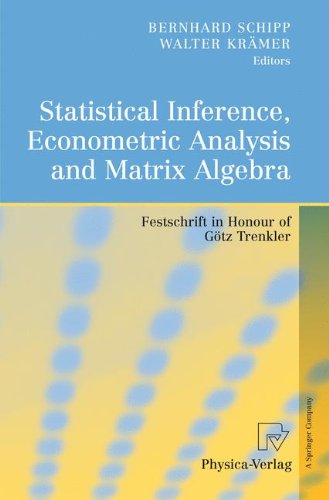 BERNHARD SCHIPP
WALTER KRÄMER
Editors
Statistical Inference,
Econometric Analysis
and Matrix Algebra
Festschrift in Honour of
Götz Trenkler
Physica-Verlag
A Springer Company